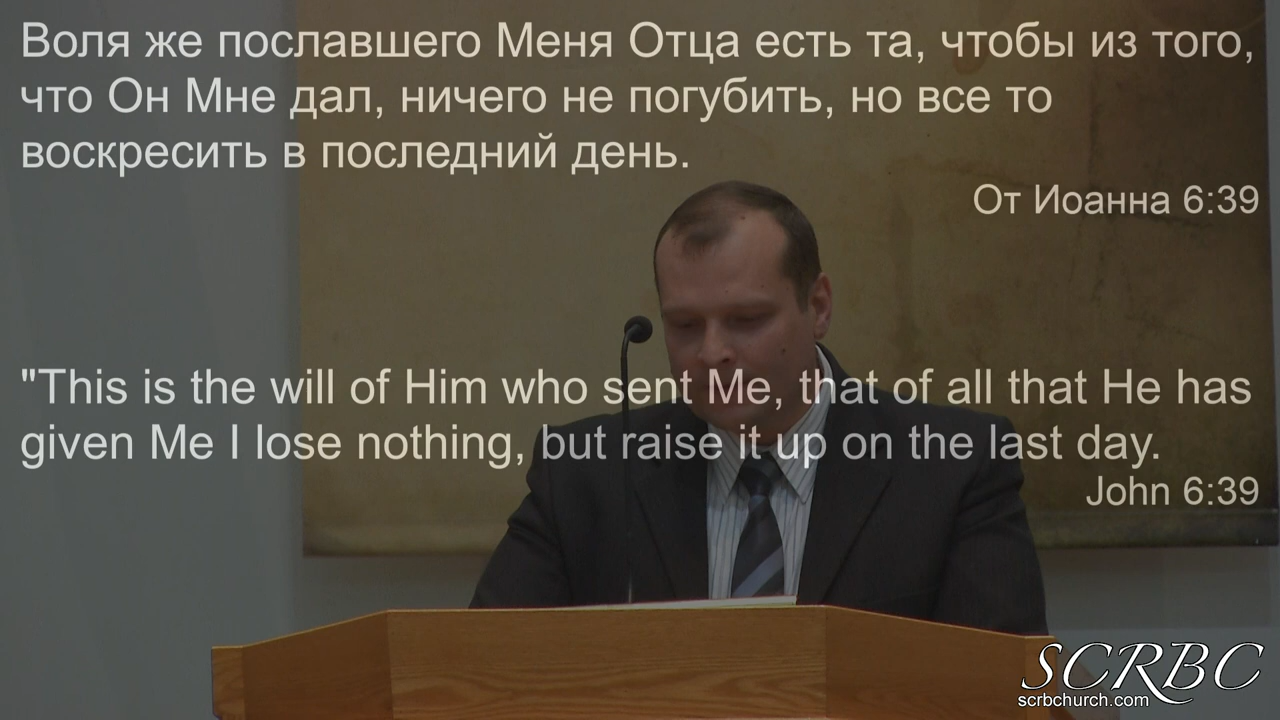 Воля же пославшего Меня Отца есть та, чтобы из того,
что Он Мне дал, ничего не погубить, но все то
воскресить в последний день.
От Иоанна 6:39
"This is the will of Him who sent Me, that of all that He has
given Me I lose nothing, but raise it up on the last day.
John 6:39
SCRBC
scrbchurch.com